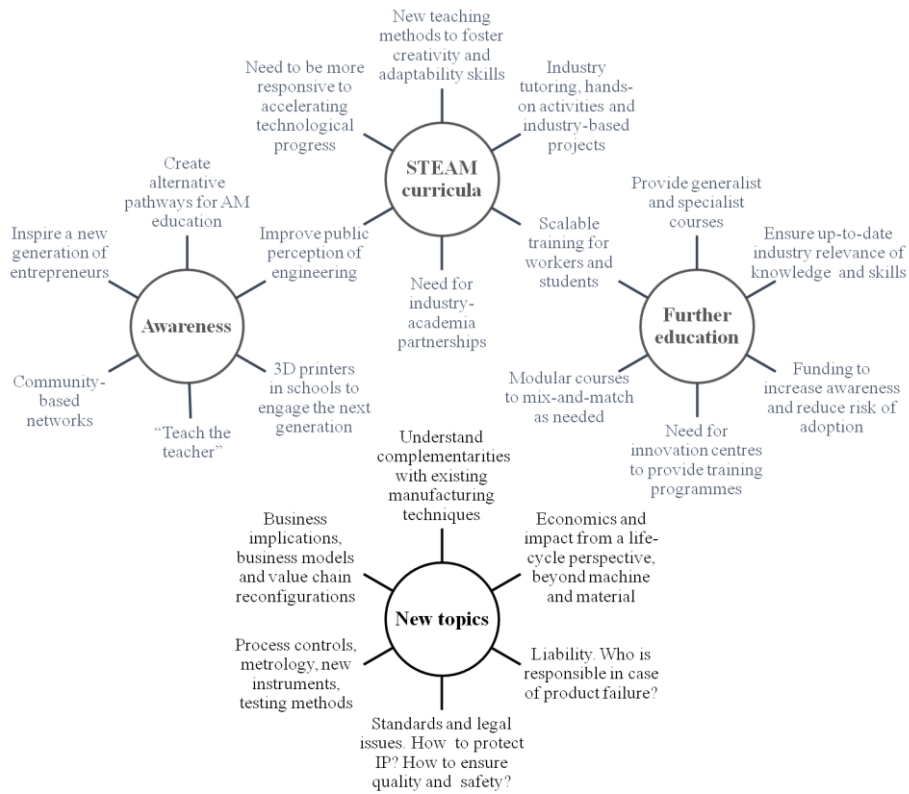 New teaching
methods to foster
creativity and
adaptability skills
Need to be more
responsive to
accelerating
technological
progress
Industry
tutoring, hands-
on activities and
industry-based
projects
STEAM
curricula
Create
alternative
pathways for AM
education
Inspire a new
generation of
entrepreneurs
Improve public
perception of
engineering
Awareness
Community-
based
networks
"Teach the
teacher"
3D printers
in schools to
engage the next
generation
Need for
industry-
academia
partnerships
Scalable
training for
workers and
students
Provide generalist
and specialist
courses
Ensure up-to-date
industry relevance of
knowledge and skills
Further
education
Modular courses
to mix-and-match
as needed
Need for
innovation centres
to provide training
programmes
Funding to
increase awareness
and reduce risk of
adoption
Understand
complementarities
with existing
manufacturing
techniques
Business
implications,
business models
and value chain
reconfigurations
Economics and
impact from a life-
cycle perspective,
beyond machine
and material
New topics
Process controls,
metrology, new
instruments,
testing methods
Liability. Who is
responsible in case
of product failure?
Standards and legal
issues. How to protect
IP? How to ensure
quality and safety?